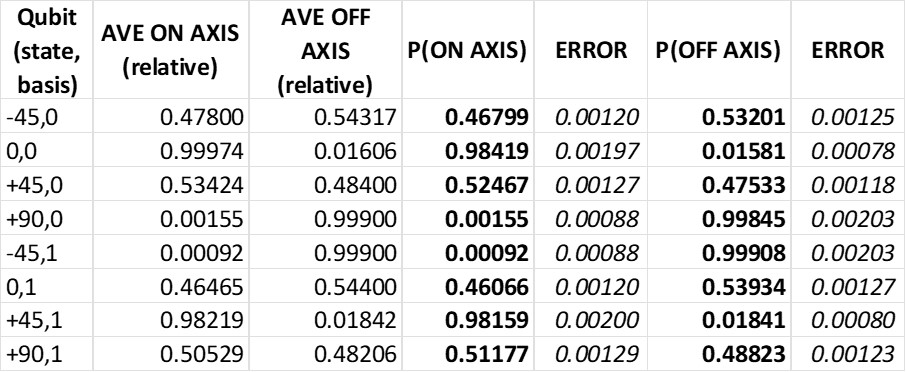 Qubit (state, basis) AVE ON AXIS (relative) AVE OFF AXIS (relative) P(ON AXIS) ERROR P(OFF AXIS) ERROR
-45,0 0.47800 0.54317 0.46799 0.00120 0.53201 0.00125
0,0 0.99974 0.01606 0.98419 0.00197 0.01581 0.00078
+45,0 0.53424 0.48400 0.52467 0.00127 0.47533 0.00118
+90,0 0.00155 0.99900 0.00155 0.00088 0.99845 0.00203
-45,1 0.00092 0.99900 0.00092 0.00088 0.99908 0.00203
0,1 0.46465 0.54400 0.46066 0.00120 0.53934 0.00127
+45,1 0.98219 0.01842 0.98159 0.00200 0.01841 0.00080
+90,1 0.50529 0.48206 0.51177 0.00129 0.48823 0.00123